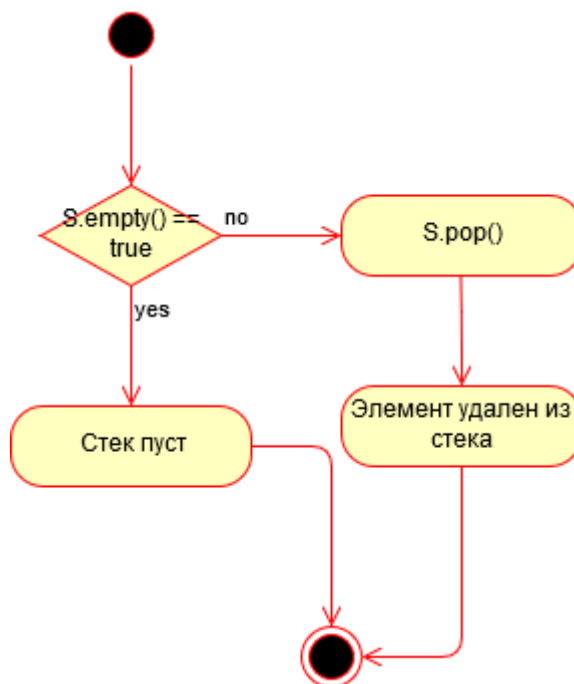 S.empty() ==
true
no
S.pop()
yes
Элемент удален из
стека
Стек пуст